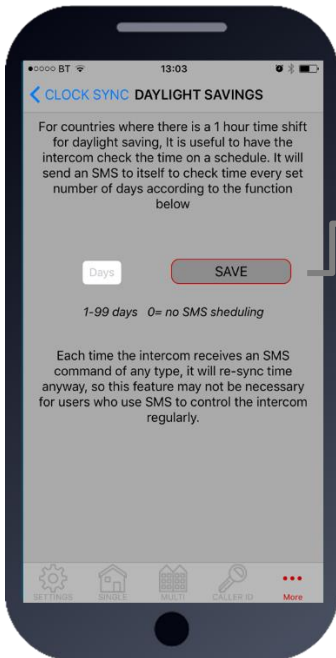 ●○○○○ BT 13:03
CLOCK SYNC DAYLIGHT SAVINGS
For countries where there is a 1 hour time shift
for daylight saving, It is useful to have the
intercom check the time on a schedule. It will
send an SMS to itself to check time every set
number of days according to the function
below
Days SAVE
1-99 days 0= no SMS sheduling
Each time the intercom receives an SMS
command of any type, it will re-sync time
anyway, so this feature may not be necessary
for users who use SMS to control the intercom
regularly.
SETTINGS SINGLE MULTI CALLER ID More